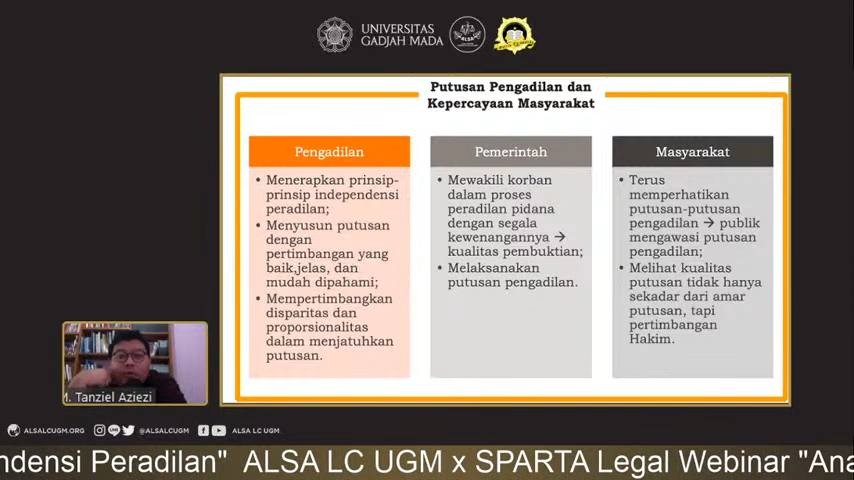 UNIVERSITAS
GADJAH MADA
ALSA
Putusan Pengadilan dan
Kepercayaan Masyarakat
Pengadilan
• Menerapkan prinsip-
prinsip independensi
peradilan;
• Menyusun putusan
dengan
pertimbangan yang
baik,jelas, dan
mudah dipahami;
• Mempertimbangkan
disparitas dan
proporsionalitas
dalam menjatuhkan
putusan.
Pemerintah
• Mewakili korban
dalam proses
peradilan pidana
dengan segala
kewenangannya →
kualitas pembuktian;
• Melaksanakan
putusan pengadilan.
Masyarakat
• Terus
memperhatikan
putusan-putusan
pengadilan → publik
mengawasi putusan
pengadilan;
• Melihat kualitas
putusan tidak hanya
sekadar dari amar
putusan, tapi
pertimbangan
Hakim.
M. Tanziel Aziezi
ALSALCUGM.ORG
@ALSALCUGM
ALSA LC UGM
ndensi Peradilan" ALSA LC UGM x SPARTA Legal Webinar "Ana